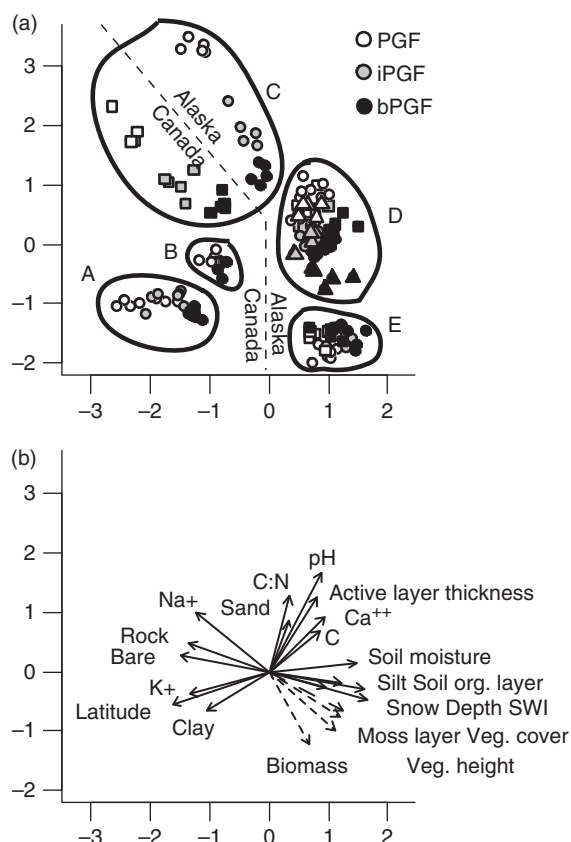 (a)
PGF
iPGF
bPGF
C
Alaska
Canada
D
B
A
Alaska
Canada
E
3
2
1
0
−1
−2
−3 −2 −1 0 1 2
(b)
pH
C:N
Na+
Sand
Active layer thickness
Ca++
C
Rock
Bare
Soil moisture
K+
Silt Soil org. layer
Latitude
Snow Depth SWI
Clay
Moss layer Veg. cover
Biomass
Veg. height
3
2
1
0
−1
−2
−3 −2 −1 0 1 2